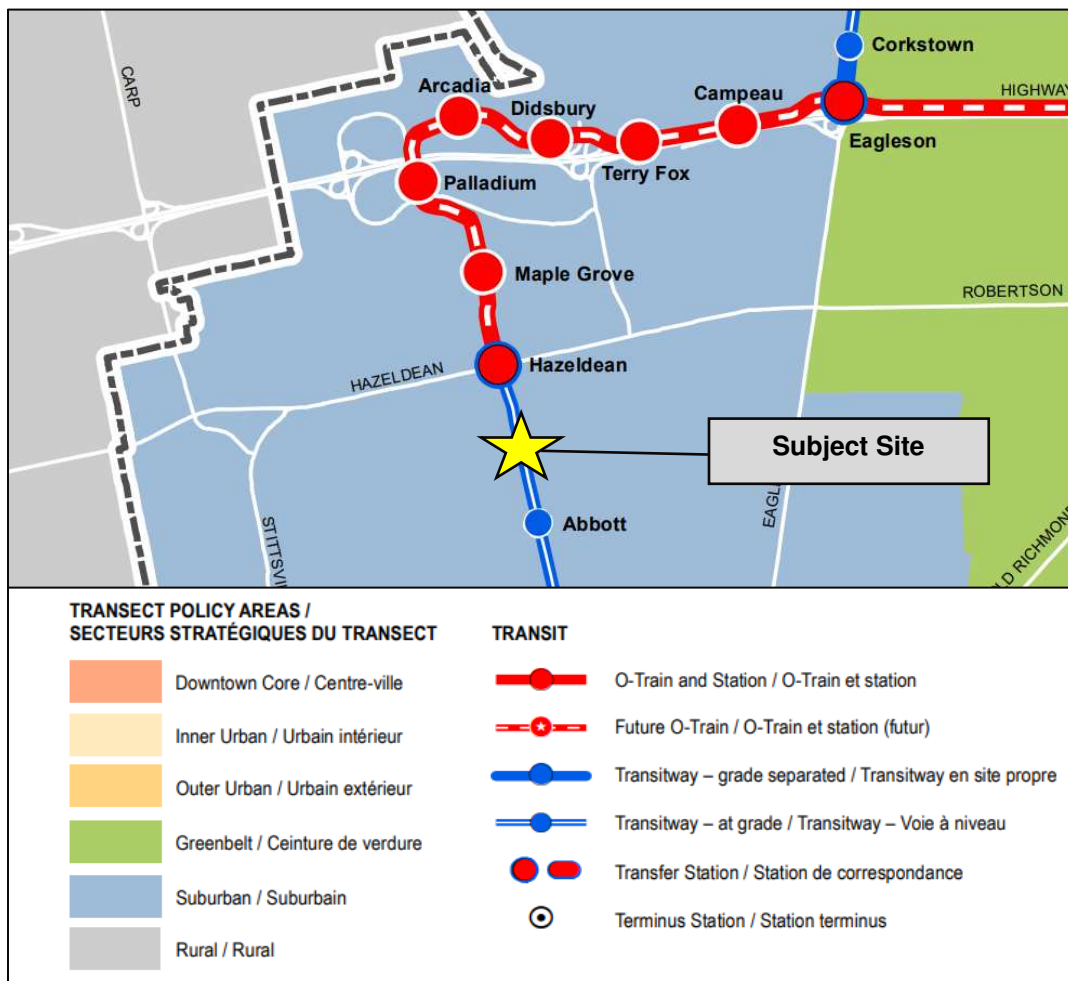 Corkstown
CARP
Arcadia
Didsbury
Campeau
HIGHWAY
Eagleson
Terry Fox
Palladium
Maple Grove
ROBERTSON
HAZELDEAN
Hazeldean
Subject Site
STITTSVI
Abbott
EAGL
LD RICHMOND
TRANSECT POLICY AREAS /
SECTEURS STRATÉGIQUES DU TRANSECT
Downtown Core / Centre-ville
Inner Urban / Urbain intérieur
Outer Urban / Urbain extérieur
Greenbelt / Ceinture de verdure
Suburban / Suburbain
Rural / Rural
TRANSIT
O-Train and Station / O-Train et station
Future O-Train / O-Train et station (futur)
Transitway – grade separated / Transitway en site propre
Transitway – at grade / Transitway – Voie à niveau
Transfer Station / Station de correspondance
Terminus Station / Station terminus